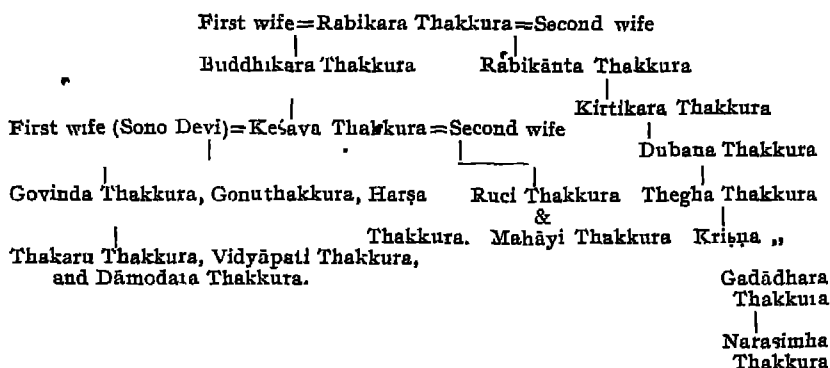 First wife=Rabikara Thakkura=Second wife
Buddhikara Thakkura Rabikānta Thakkura
Kirtikara Thakkura
First wife (Sono Devi)=Keśava Thakkura=Second wife
Dubana Thakkura
Govinda Thakkura, Gonuthakkura, Harṣa Ruci Thakkura Thegha Thakkura
&
Thakkura. Mahāyi Thakkura Kriṣṇa „
Thakaru Thakkura, Vidyāpati Thakkura,
and Dāmodara Thakkura.
Gadādhara
Thakkura
Narasimha
Thakkura